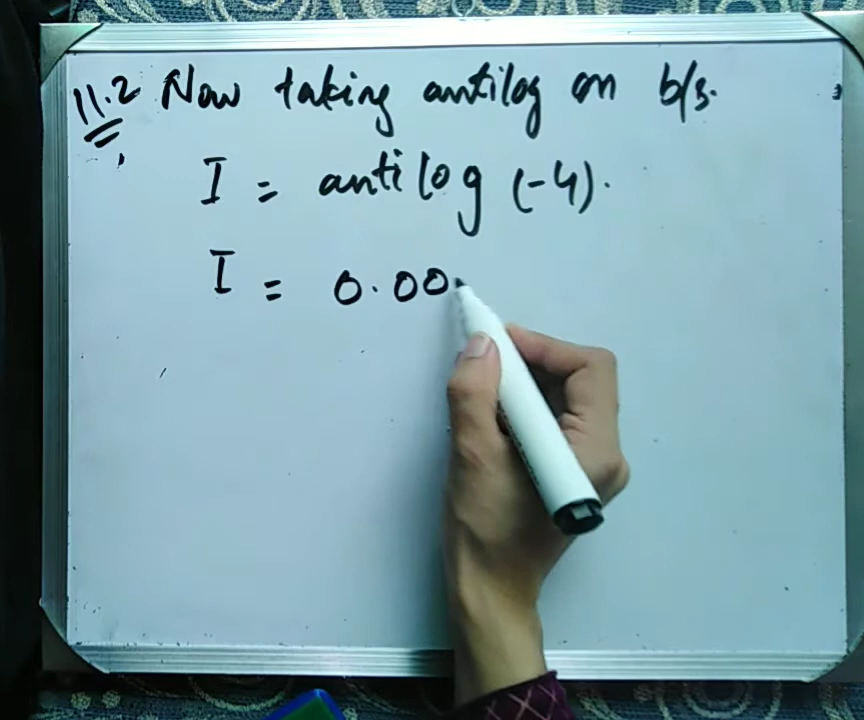 11.2 Now taking antilog on b/s.
I = antilog (-4).
I = 0.00